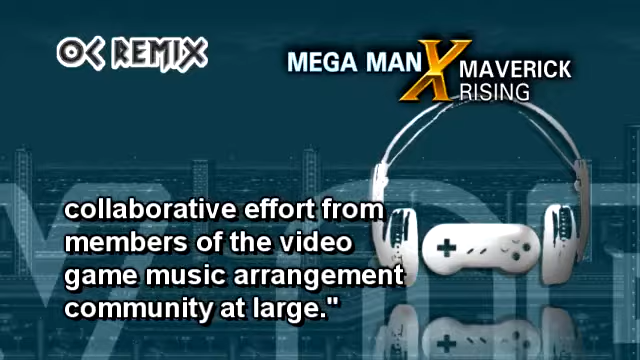 OC REMIX
MEGA MAN X MAVERICK
RISING
collaborative effort from
members of the video
game music arrangement
community at large."